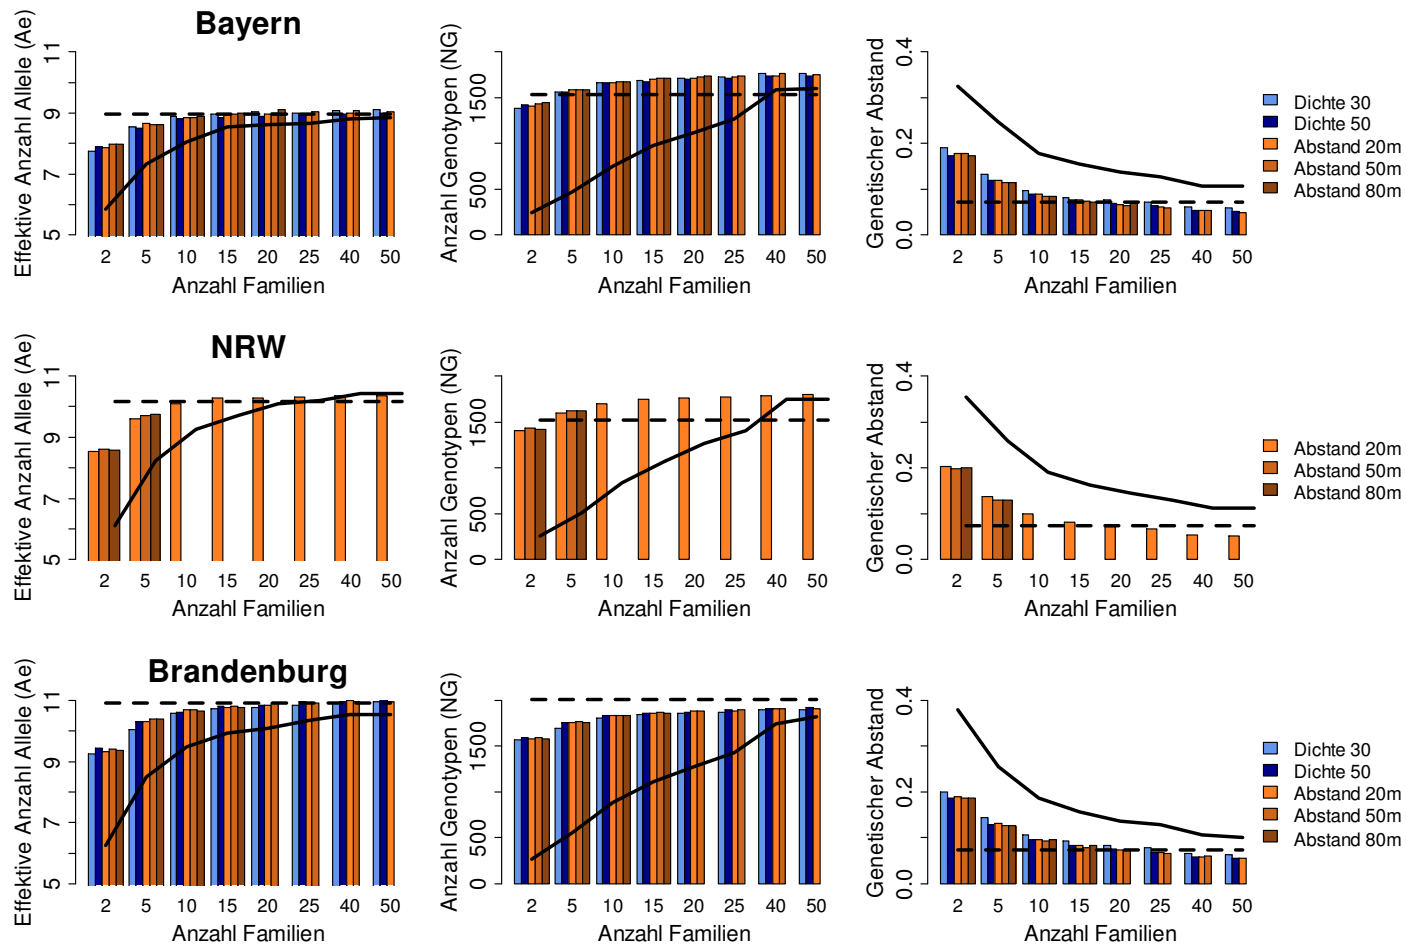 Bayern
Effektive Anzahl Allele (Ae)
11
9
7
5
2 5 10 15 20 25 40 50
Anzahl Familien
Anzahl Genotypen (NG)
1500
500
0
2 5 10 15 20 25 40 50
Anzahl Familien
Genetischer Abstand
0.4
0.2
0.0
2 5 10 15 20 25 40 50
Anzahl Familien
Dichte 30
Dichte 50
Abstand 20m
Abstand 50m
Abstand 80m
NRW
Effektive Anzahl Allele (Ae)
11
9
7
5
2 5 10 15 20 25 40 50
Anzahl Familien
Anzahl Genotypen (NG)
1500
500
0
2 5 10 15 20 25 40 50
Anzahl Familien
Genetischer Abstand
0.4
0.2
0.0
2 5 10 15 20 25 40 50
Anzahl Familien
Abstand 20m
Abstand 50m
Abstand 80m
Brandenburg
Effektive Anzahl Allele (Ae)
11
9
7
5
2 5 10 15 20 25 40 50
Anzahl Familien
Anzahl Genotypen (NG)
1500
500
0
2 5 10 15 20 25 40 50
Anzahl Familien
Genetischer Abstand
0.4
0.2
0.0
2 5 10 15 20 25 40 50
Anzahl Familien
Dichte 30
Dichte 50
Abstand 20m
Abstand 50m
Abstand 80m